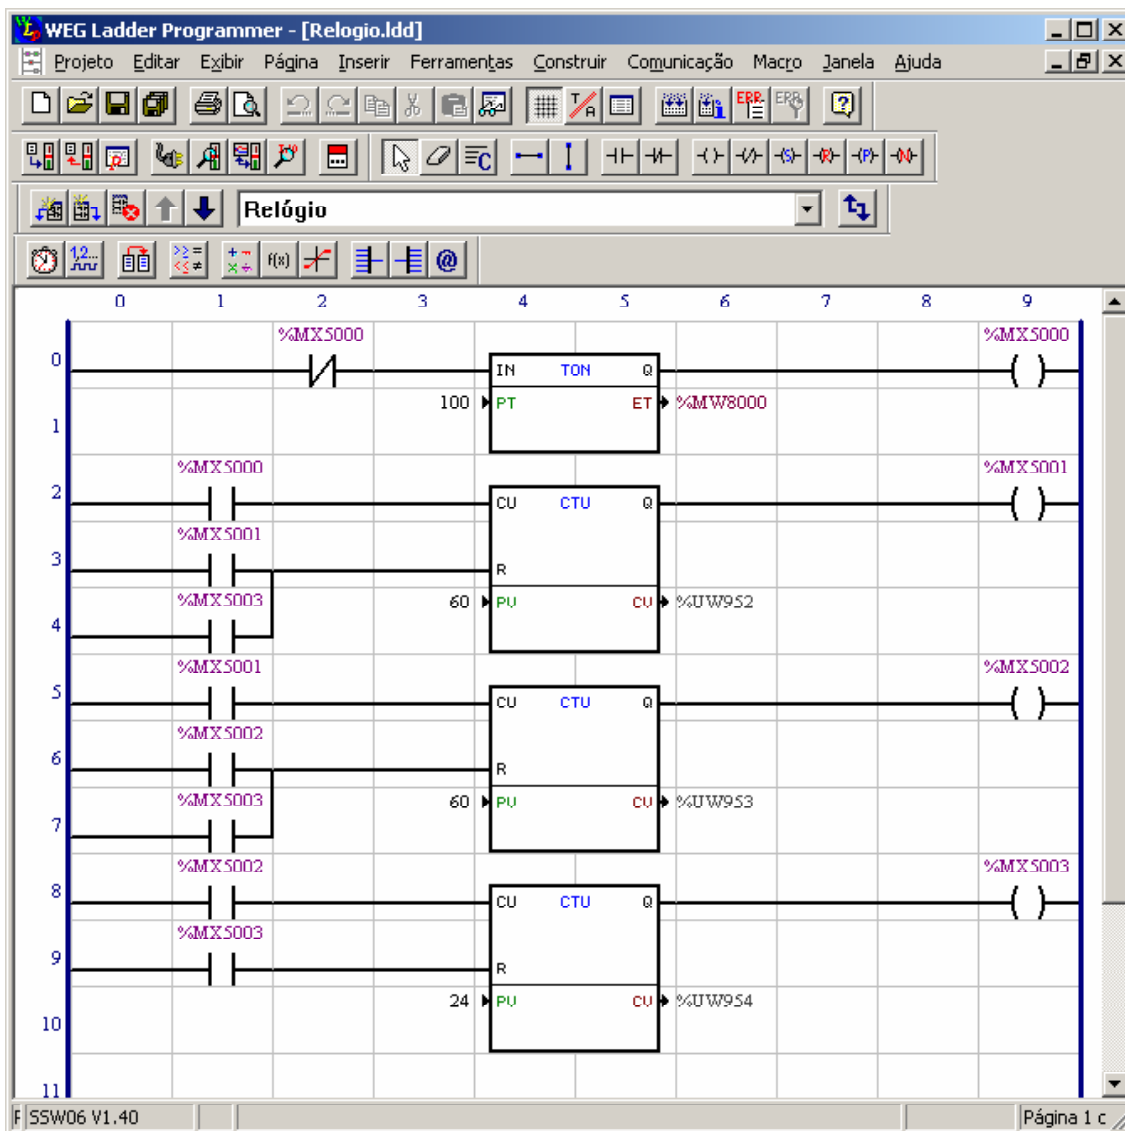 WEG Ladder Programmer - [Relogio.ldd]
Projeto Editar Exibir Página Inserir Ferramentas Construir Comunicação Macro Janela Ajuda
T/A ERR ERR ?
C (S) (R) (P) (N)
Relógio
1,2... f(x) @
0 1 2 3 4 5 6 7 8 9
%MX5000 %MX5000
0 IN TON Q
100 PT ET %MW8000
1
%MX5000 %MX5001
2 CU CTU Q
%MX5001
3 R
%MX5003 60 PV CV %UW952
4
%MX5001 %MX5002
5 CU CTU Q
%MX5002
6 R
%MX5003 60 PV CV %UW953
7
%MX5002 %MX5003
8 CU CTU Q
%MX5003
9 R
24 PV CV %UW954
10
11
F SSW06 V1.40 Página 1 c